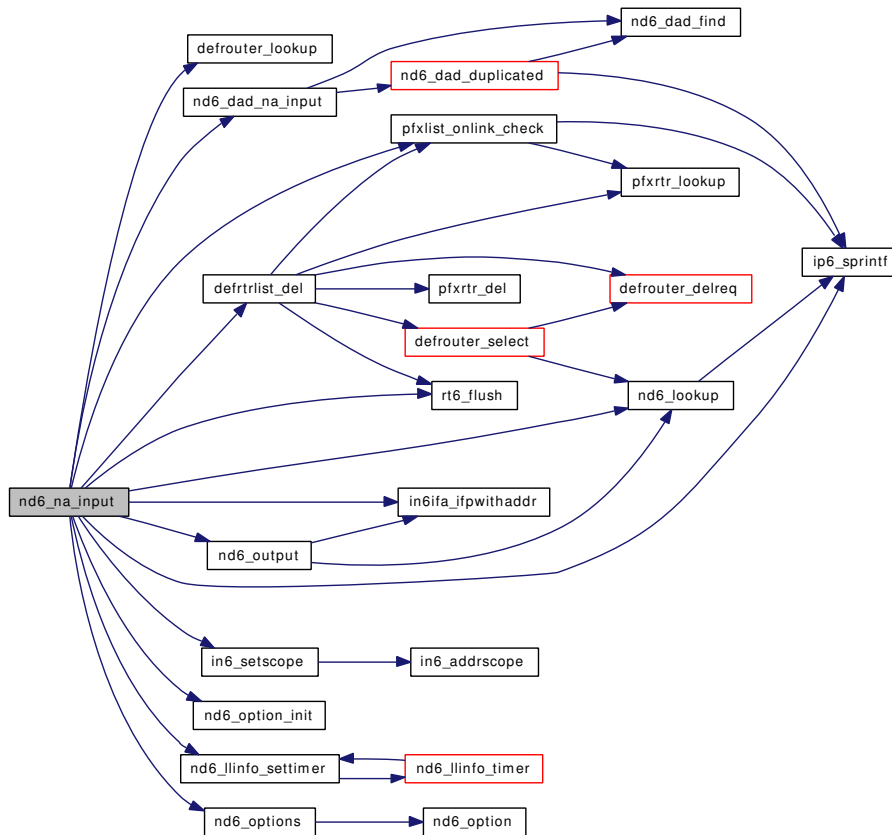 nd6_dad_find
defrouter_lookup
nd6_dad_duplicated
nd6_dad_na_input
pfxlist_onlink_check
pfxrtr_lookup
ip6_sprintf
defrtrlist_del
pfxrtr_del
defrouter_delreq
defrouter_select
rt6_flush
nd6_lookup
nd6_na_input
in6ifa_ifpwithaddr
nd6_output
in6_setscope
in6_addrscope
nd6_option_init
nd6_llinfo_settimer
nd6_llinfo_timer
nd6_options
nd6_option